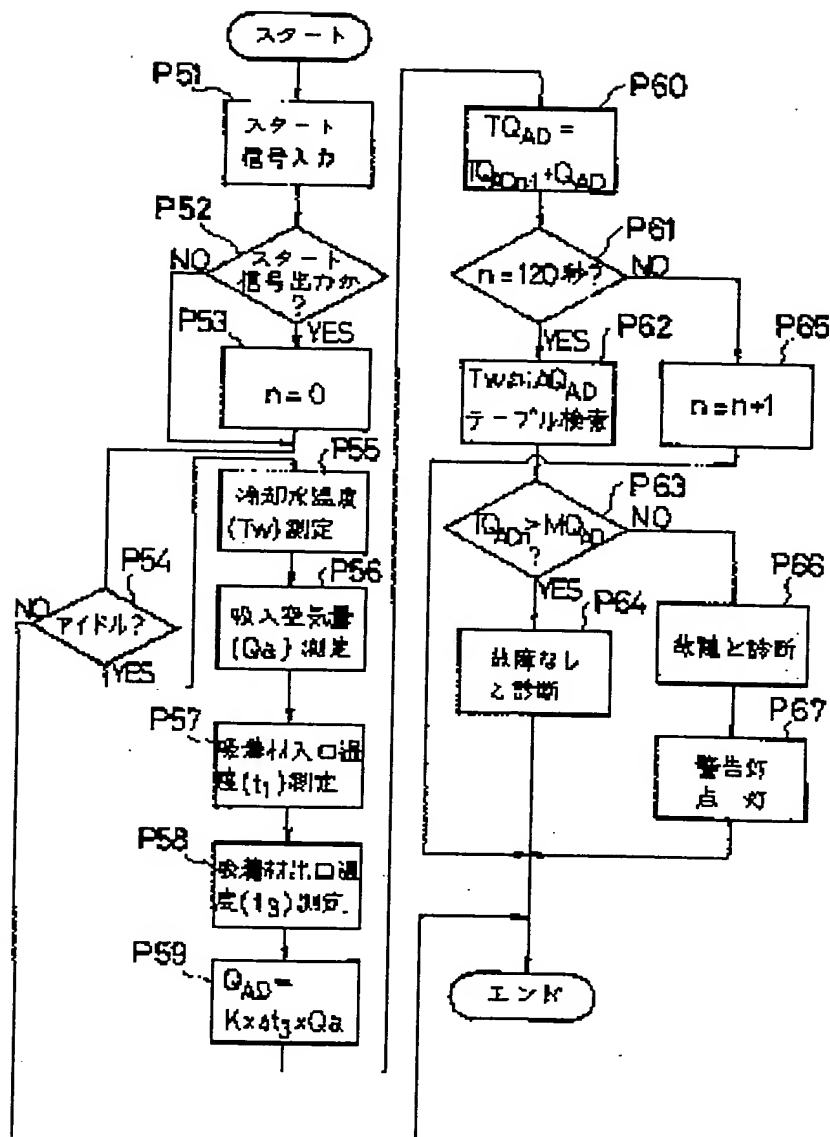 スタート
P51
スタート
信号入力
P52
NO
スタート
信号出力か
?
YES
P53
n=0
P54
NO
アイドル?
YES
P55
冷却水温度
(Tw)測定
P56
吸入空気量
(Qa)測定
P57
吸着材入口温
度(t1)測定
P58
吸着材出口温
度(t3)測定
P59
QAD=
K×Δt3×Qa
P60
TQAD=
TQADn-1+QAD
P61
n=120秒?
NO
YES
P62
テーブル検索
P65
n=n+1
P63
TQADn>MQAD
?
NO
YES
P64
故障なし
と診断
P66
故障と診断
P67
警告灯
点灯
エンド